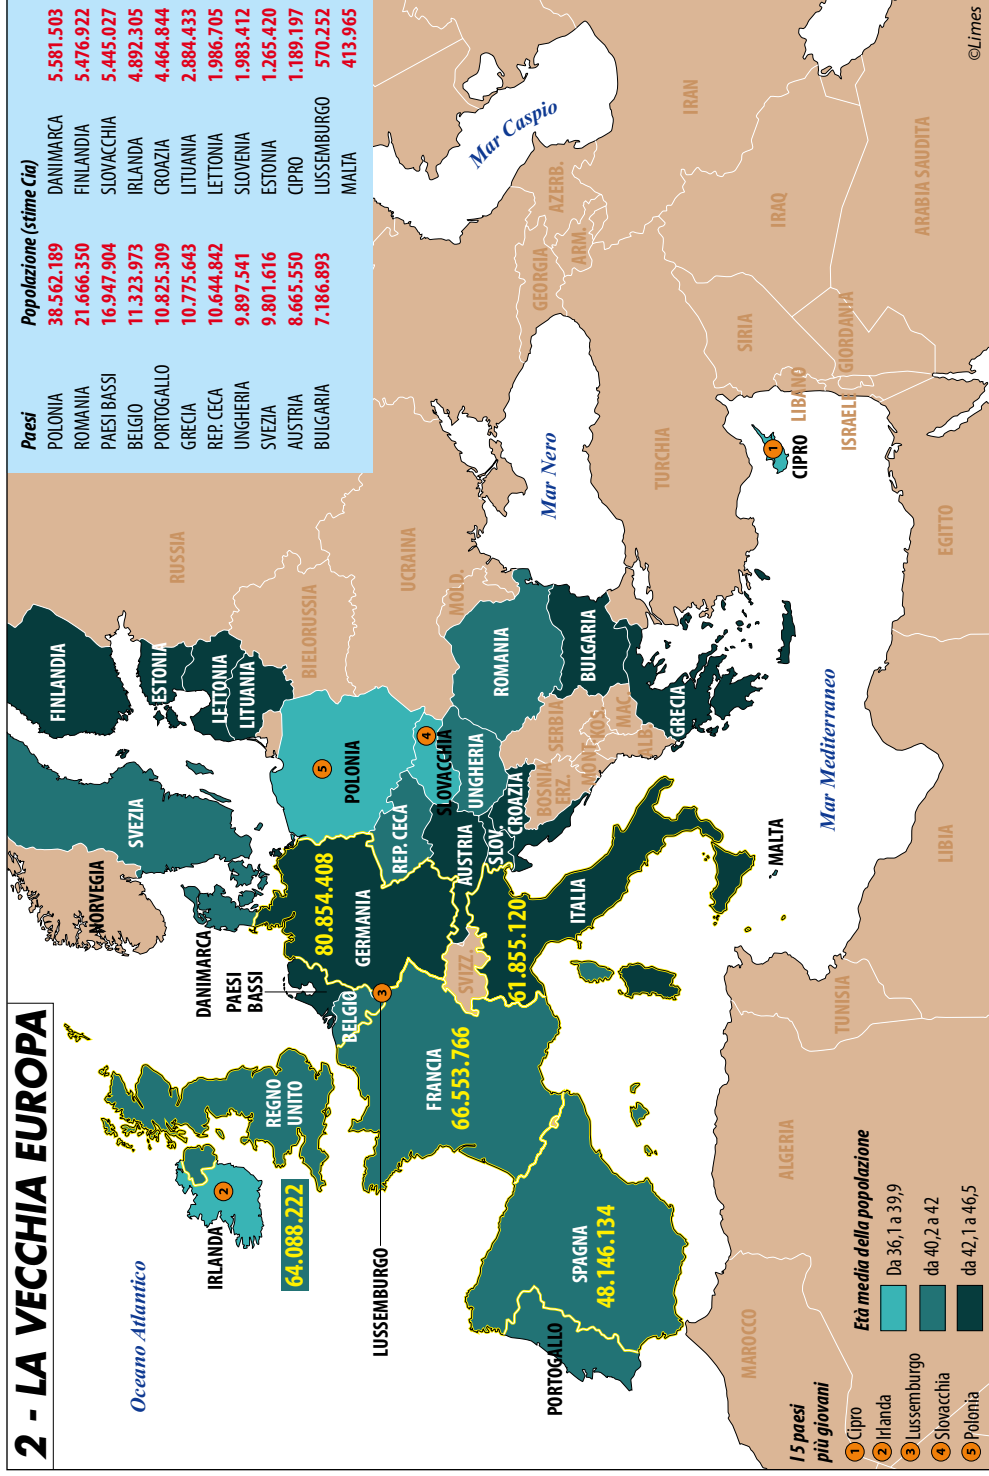 2 - LA VECCHIA EUROPA
Paesi
Popolazione (stime Cia)
POLONIA 38.562.189
ROMANIA 21.666.350
PAESI BASSI 16.947.904
BELGIO 11.323.973
PORTOGALLO 10.825.309
GRECIA 10.775.643
REP. CECA 10.644.842
UNGHERIA 9.897.541
SVEZIA 9.801.616
AUSTRIA 8.665.550
BULGARIA 7.186.893
DANIMARCA 5.581.503
FINLANDIA 5.476.922
SLOVACCHIA 5.445.027
IRLANDA 4.892.305
CROAZIA 4.464.844
LITUANIA 2.884.433
LETTONIA 1.986.705
SLOVENIA 1.983.412
ESTONIA 1.265.420
CIPRO 1.189.197
LUSSEMBURGO 570.252
MALTA 413.965
Oceano Atlantico
IRLANDA
2
REGNO
UNITO
64.088.222
NORVEGIA
SVEZIA
FINLANDIA
ESTONIA
LETTONIA
LITUANIA
RUSSIA
DANIMARCA
PAESI
BASSI
BELGIO
3
LUSSEMBURGO
GERMANIA
80.854.408
5
POLONIA
BIELORUSSIA
UCRAINA
MOLD.
REP. CECA
4
SLOVACCHIA
AUSTRIA
UNGHERIA
ROMANIA
FRANCIA
66.553.766
SVIZZ.
SLOV.
CROAZIA
BOSNIA
ERZ.
SERBIA
MONT.
KOS.
MAC.
ALB.
BULGARIA
GRECIA
61.855.120
ITALIA
SPAGNA
48.146.134
PORTOGALLO
MALTA
Mar Mediterraneo
Mar Nero
Mar Caspio
GEORGIA
ARM.
AZERB.
TURCHIA
1
CIPRO
SIRIA
LIBANO
ISRAELE
GIORDANIA
IRAQ
IRAN
ARABIA SAUDITA
EGITTO
LIBIA
TUNISIA
ALGERIA
MAROCCO
I 5 paesi
più giovani
1 Cipro
2 Irlanda
3 Lussemburgo
4 Slovacchia
5 Polonia
Età media della popolazione
Da 36,1 a 39,9
da 40,2 a 42
da 42,1 a 46,5
©Limes